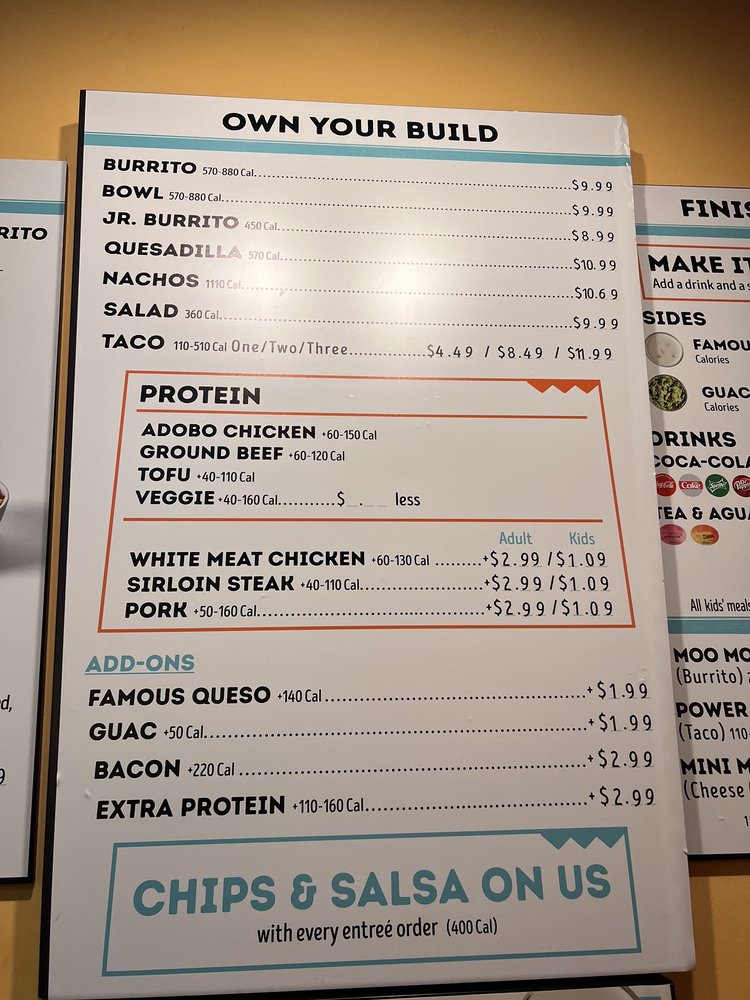 RITO
ed,
9
OWN YOUR BUILD
BURRITO 570-880 Cal. $9.99
BOWL 570-880 Cal. $9.99
JR. BURRITO 450 Cal. $8.99
QUESADILLA 570 Cal. $10.99
NACHOS 1110 Cal. $10.69
SALAD 360 Cal. $9.99
TACO 110-510 Cal One/Two/Three $4.49 / $8.49 / $11.99
PROTEIN
ADOBO CHICKEN +60-150 Cal
GROUND BEEF +60-120 Cal
TOFU +40-110 Cal
VEGGIE +40-160 Cal. $_.__ less
Adult Kids
WHITE MEAT CHICKEN +60-130 Cal +$2.99 / $1.09
SIRLOIN STEAK +40-110 Cal. +$2.99 / $1.09
PORK +50-160 Cal. +$2.99 / $1.09
ADD-ONS
FAMOUS QUESO +140 Cal +$1.99
GUAC +50 Cal. +$1.99
BACON +220 Cal +$2.99
EXTRA PROTEIN +110-160 Cal. +$2.99
CHIPS & SALSA ON US
with every entreé order (400 Cal)
FINIS
MAKE IT
Add a drink and a s
SIDES
FAMOU
Calories
GUAC
Calories
DRINKS
COCA-COLA
TEA & AGUA
All kids' meals
MOO MO
(Burrito)
POWER
(Taco) 110-
MINI M
(Cheese